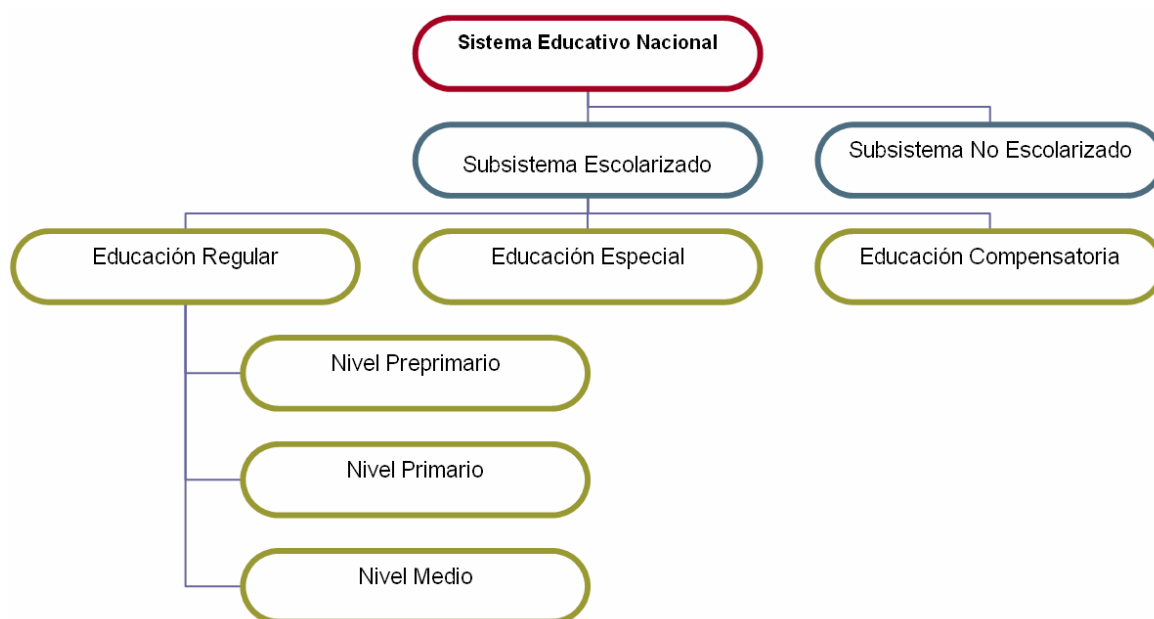 Sistema Educativo Nacional
Subsistema Escolarizado
Subsistema No Escolarizado
Educación Regular
Educación Especial
Educación Compensatoria
Nivel Preprimario
Nivel Primario
Nivel Medio